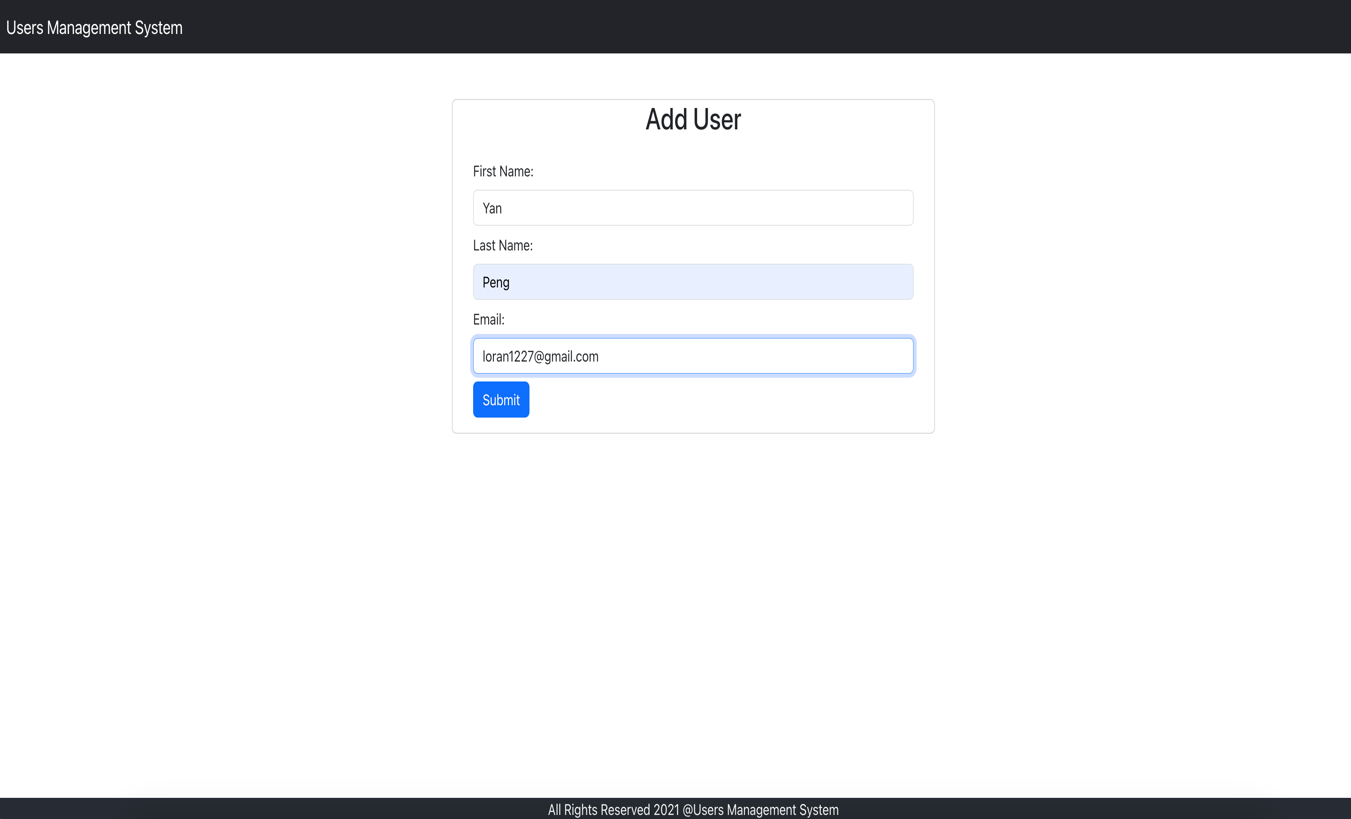 Users Management System
Add User
First Name:
Yan
Last Name:
Peng
Email:
loran1227@gmail.com
Submit
All Rights Reserved 2021 @Users Management System